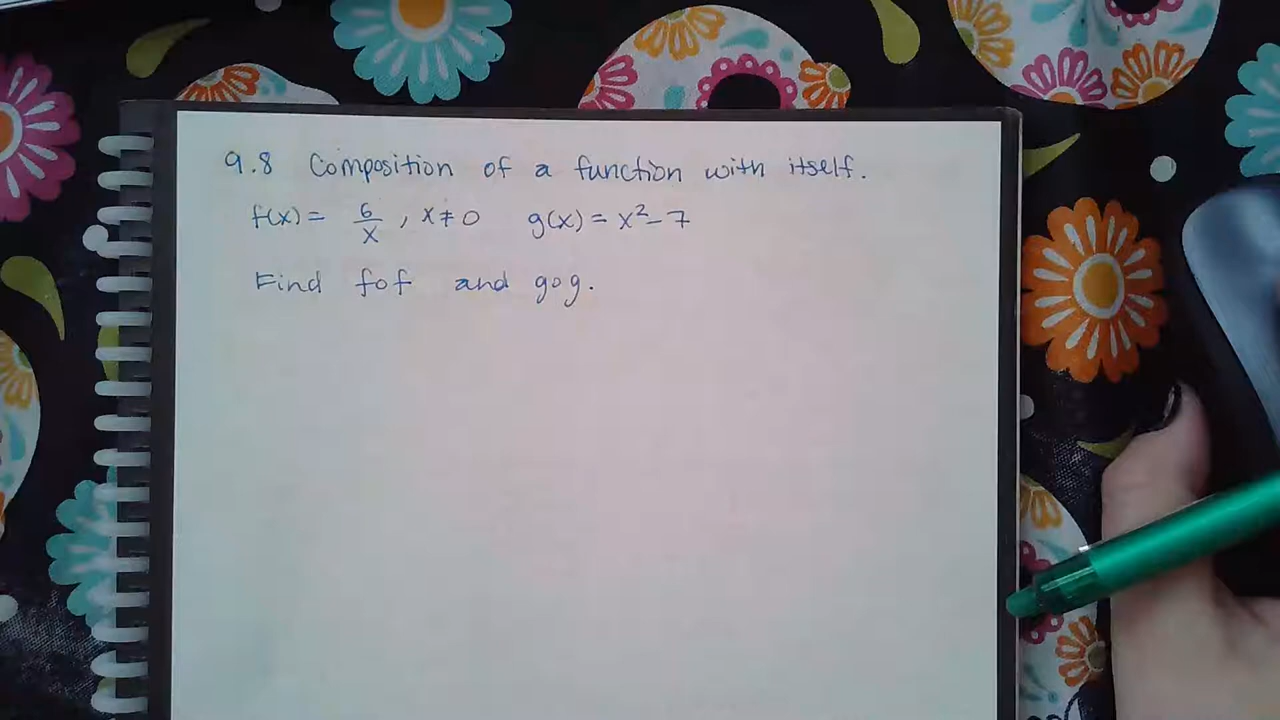 9.8 Composition of a function with itself.
f(x) = 6/x , x ≠ 0 g(x) = x² - 7
Find fof and gog.